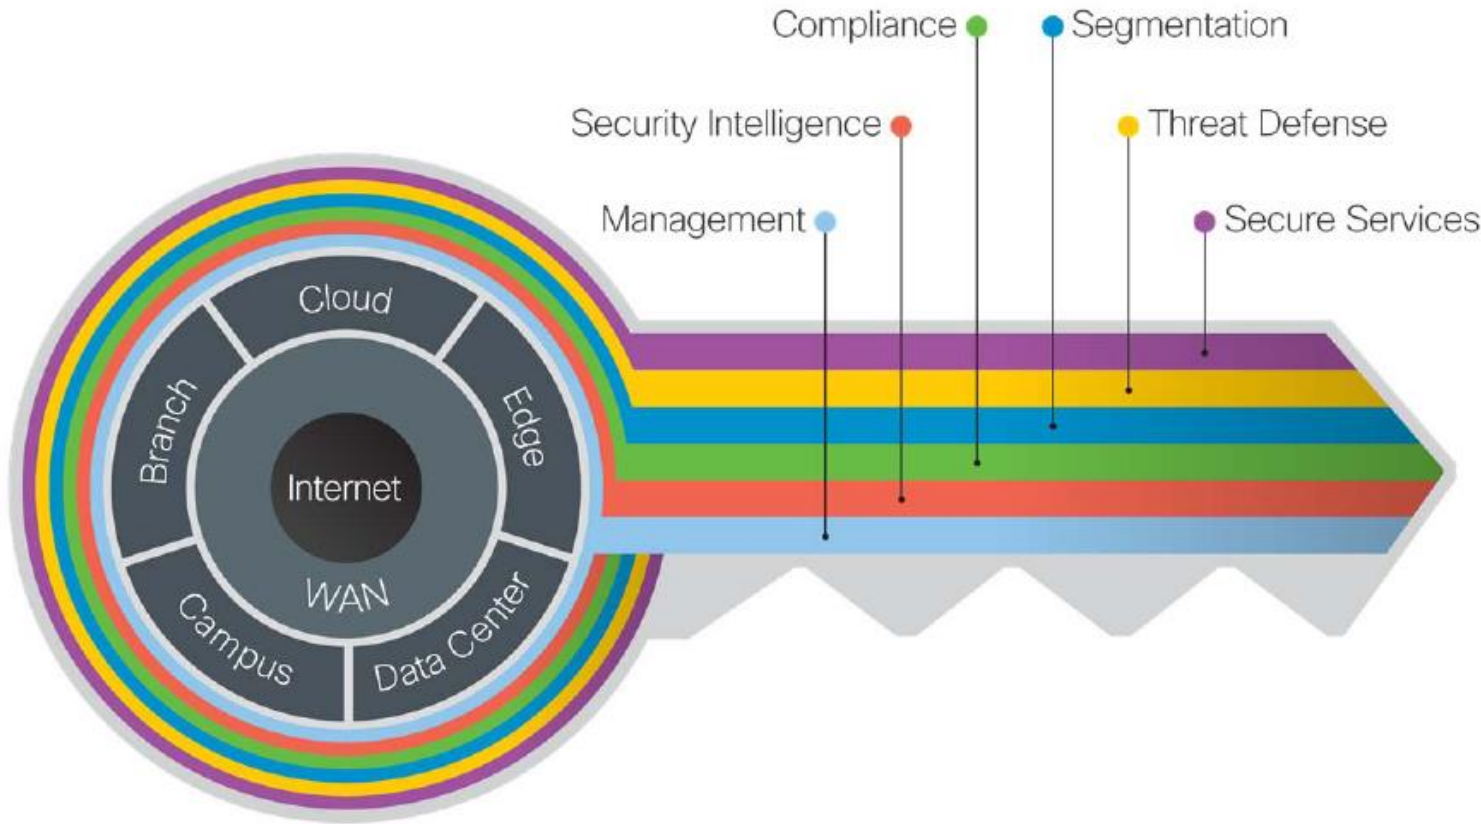 Compliance
Segmentation
Security Intelligence
Threat Defense
Management
Secure Services
Cloud
Branch
Edge
Internet
WAN
Campus
Data Center